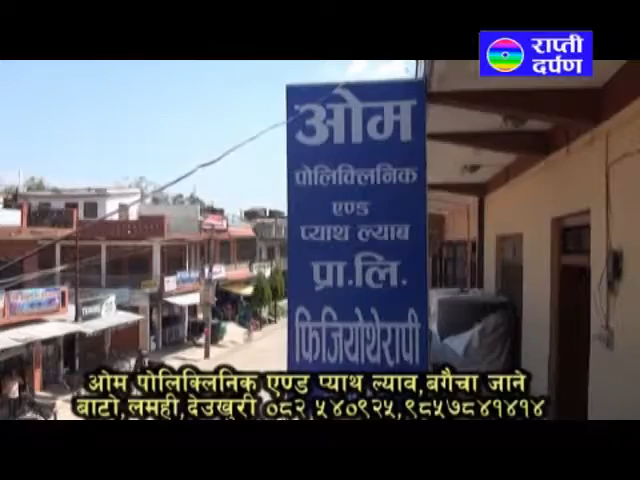 राप्ती
दर्पण
ओम
पोलिक्लिनिक
एण्ड
प्याथ ल्याब
प्रा.लि.
फिजियोथेरापी
ओम पोलिक्लिनिक एण्ड प्याथ ल्याव,बगैचा जाने
बाटो,लमही,देउखुरी ०८२ ५४०९२५,९८५७८४१४१४